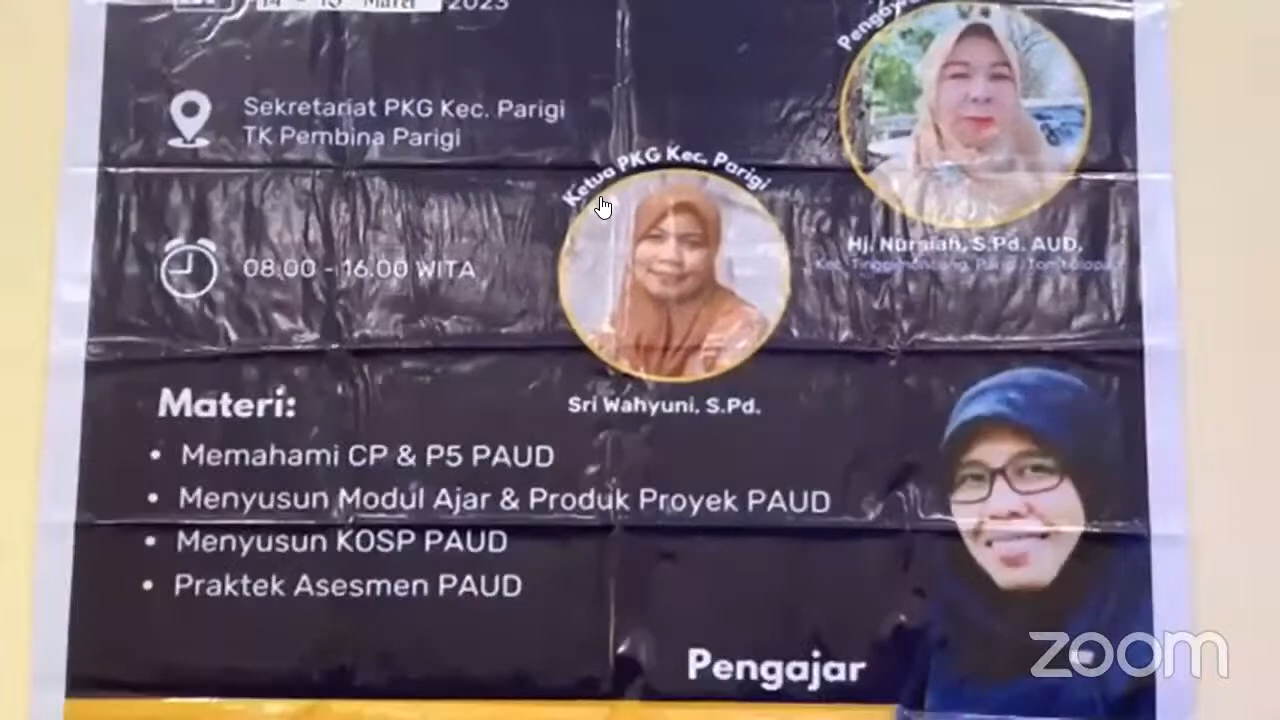 2023
Pengawas
Sekretariat PKG Kec. Parigi
TK Pembina Parigi
Ketua PKG Kec. Parigi
08.00 - 16.00 WITA
Hj. Nursiah, S.Pd. AUD.
Sri Wahyuni, S.Pd.
Materi:
• Memahami CP & P5 PAUD
• Menyusun Modul Ajar & Produk Proyek PAUD
• Menyusun KOSP PAUD
• Praktek Asesmen PAUD
Pengajar
zoom